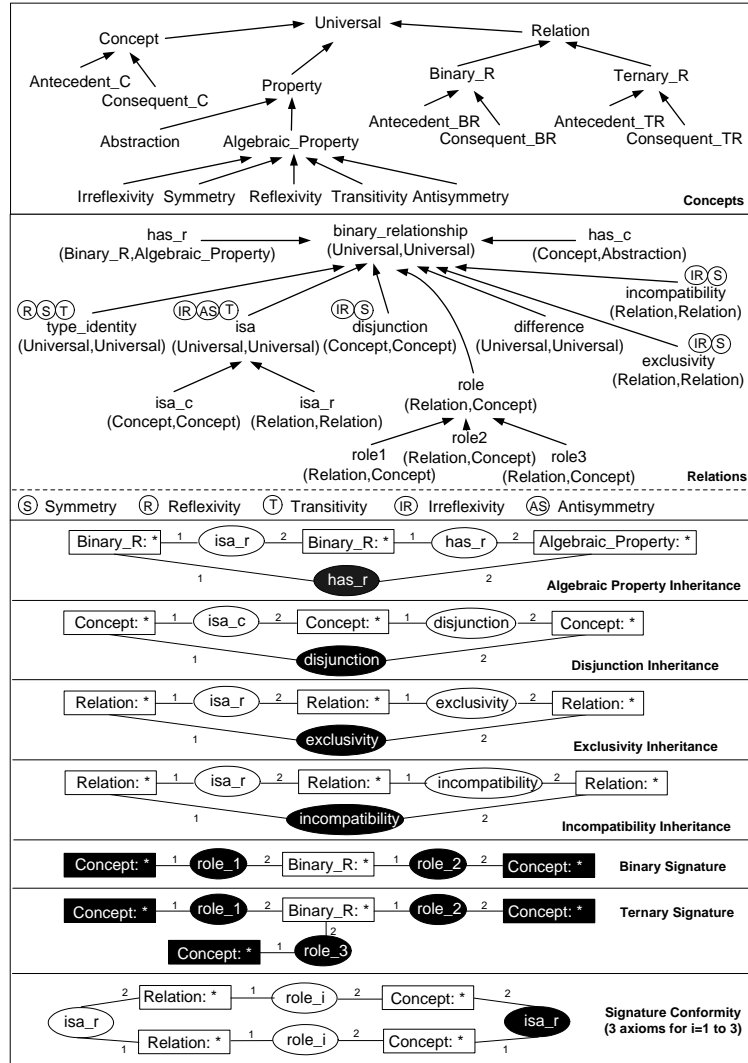 Universal
Concept
Relation
Antecedent_C
Consequent_C
Property
Binary_R
Ternary_R
Abstraction
Algebraic_Property
Antecedent_BR
Consequent_BR
Antecedent_TR
Consequent_TR
Irreflexivity Symmetry Reflexivity Transitivity Antisymmetry
Concepts
has_r
(Binary_R,Algebraic_Property)
binary_relationship
(Universal,Universal)
has_c
(Concept,Abstraction)
IR S
incompatibility
(Relation,Relation)
R S T
type_identity
(Universal,Universal)
IR AS T
isa
(Universal,Universal)
IR S
disjunction
(Concept,Concept)
difference
(Universal,Universal)
IR S
exclusivity
(Relation,Relation)
isa_c
(Concept,Concept)
isa_r
(Relation,Relation)
role
(Relation,Concept)
role1
(Relation,Concept)
role2
(Relation,Concept)
role3
(Relation,Concept)
Relations
S Symmetry R Reflexivity T Transitivity IR Irreflexivity AS Antisymmetry
Binary_R: * 1 isa_r 2 Binary_R: * 1 has_r 2 Algebraic_Property: *
1 has_r 2
Algebraic Property Inheritance
Concept: * 1 isa_c 2 Concept: * 1 disjunction 2 Concept: *
1 disjunction 2
Disjunction Inheritance
Relation: * 1 isa_r 2 Relation: * 1 exclusivity 2 Relation: *
1 exclusivity 2
Exclusivity Inheritance
Relation: * 1 isa_r 2 Relation: * 1 incompatibility 2 Relation: *
1 incompatibility 2
Incompatibility Inheritance
Concept: * 1 role_1 2 Binary_R: * 1 role_2 2 Concept: *
Binary Signature
Concept: * 1 role_1 2 Binary_R: * 1 role_2 2 Concept: *
Ternary Signature
2
Concept: * 1 role_3
2 Relation: * 1 role_i 2 Concept: * 2
isa_r
isa_r
Signature Conformity
(3 axioms for i=1 to 3)
1 Relation: * 1 role_i 2 Concept: * 1